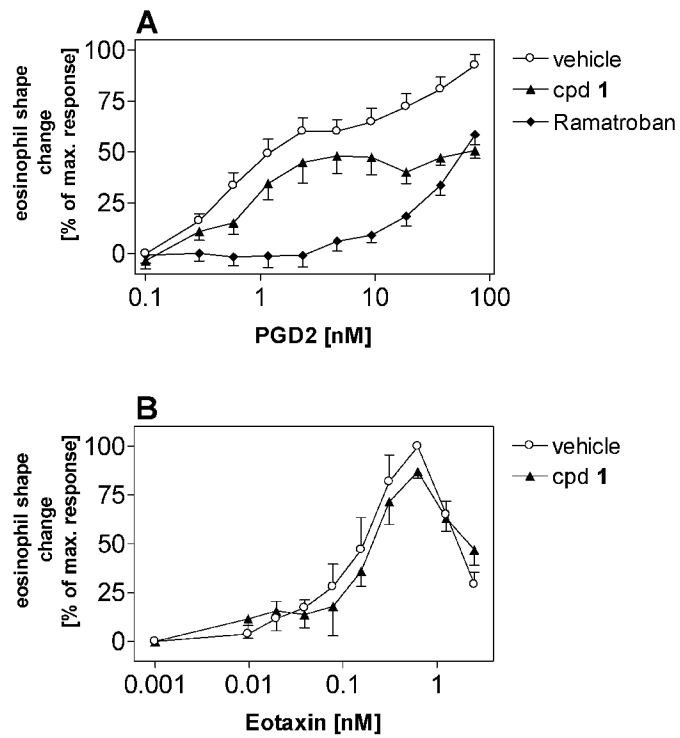 A
eosinophil shape
change
[% of max. response]
100
75
50
25
0
0.1
1
10
100
PGD2 [nM]
vehicle
cpd 1
Ramatroban
B
eosinophil shape
change
[% of max. response]
100
75
50
25
0
0.001
0.01
0.1
1
Eotaxin [nM]
vehicle
cpd 1